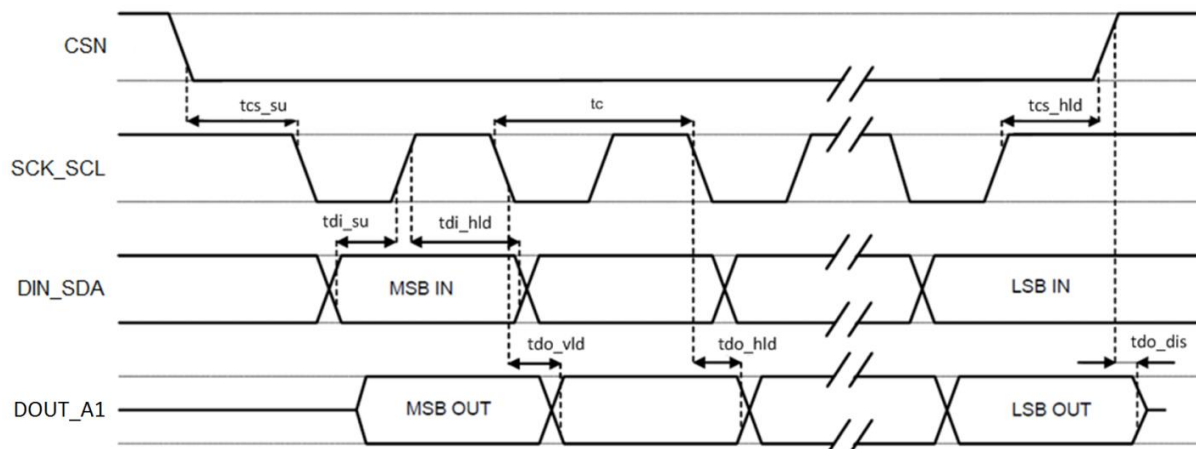 CSN
tcs_su
tc
tcs_hld
SCK_SCL
tdi_su
tdi_hld
DIN_SDA
MSB IN
LSB IN
tdo_vld
tdo_hld
tdo_dis
DOUT_A1
MSB OUT
LSB OUT